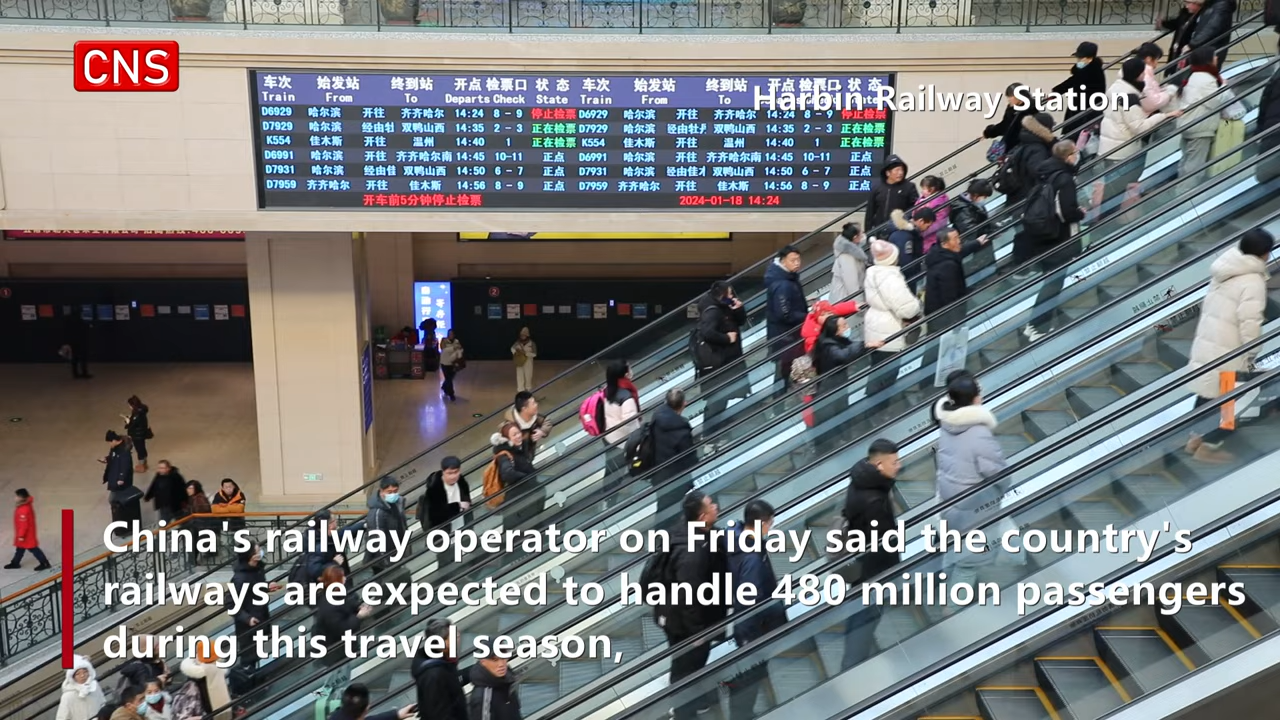 CNS
车次 始发站 终到站 开点 检票口 状态 车次 始发站 终到站 开点 检票口 状态
Train From To Departs Check State Train From To
Harbin Railway Station
D6929 哈尔滨 开往 齐齐哈尔 14:24 8-9 停止检票 D6929 哈尔滨 开往 齐齐哈尔 14:24 8-9 停止检票
D7929 哈尔滨 经由牡 双鸭山西 14:35 2-3 正在检票 D7929 哈尔滨 经由牡 双鸭山西 14:35 2-3 正在检票
K554 佳木斯 开往 温州 14:40 1 正在检票 K554 佳木斯 开往 温州 14:40 1 正在检票
D6991 哈尔滨 开往 齐齐哈尔南 14:45 10-11 正点 D6991 哈尔滨 开往 齐齐哈尔南 14:45 10-11 正点
D7931 哈尔滨 经由佳 双鸭山西 14:50 6-7 正点 D7931 哈尔滨 经由佳 双鸭山西 14:50 6-7 正点
D7959 齐齐哈尔 开往 佳木斯 14:56 8-9 正点 D7959 齐齐哈尔 开往 佳木斯 14:56 8-9 正点
开车前5分钟停止检票 2024-01-18 14:24
China's railway operator on Friday said the country's
railways are expected to handle 480 million passengers
during this travel season,